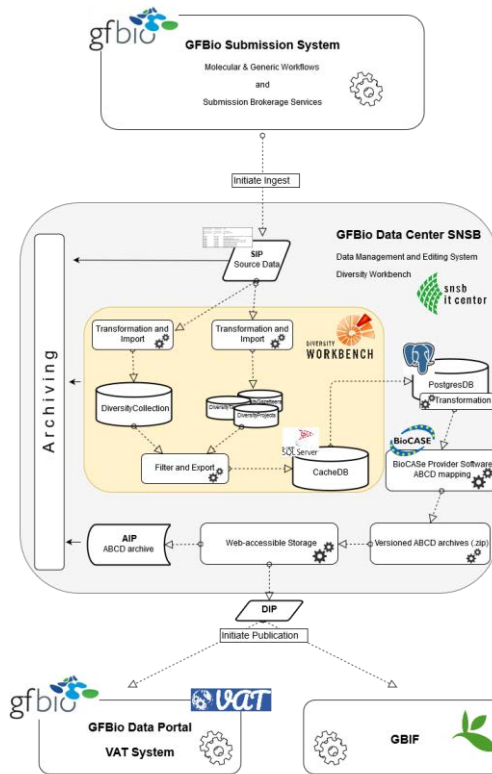 gfbio
GFBio Submission System
Molecular & Generic Workflows
and
Submission Brokerage Services
Initiate Ingest
GFBio Data Center SNSB
Data Management and Editing System
Diversity Workbench
snsb
it center
SIP
Source Data
Archiving
Transformation and
Import
Transformation and
Import
DIVERSITY
WORKBENCH
DiversityCollection
DiversityProjects
PostgresDB
Transformation
BioCASE
BioCASe Provider Software
ABCD mapping
Filter and Export
SQL Server
CacheDB
AIP
ABCD archive
Web-accessible Storage
Versioned ABCD archives (.zip)
DIP
Initiate Publication
gfbio
VAT
GFBio Data Portal
VAT System
GBIF